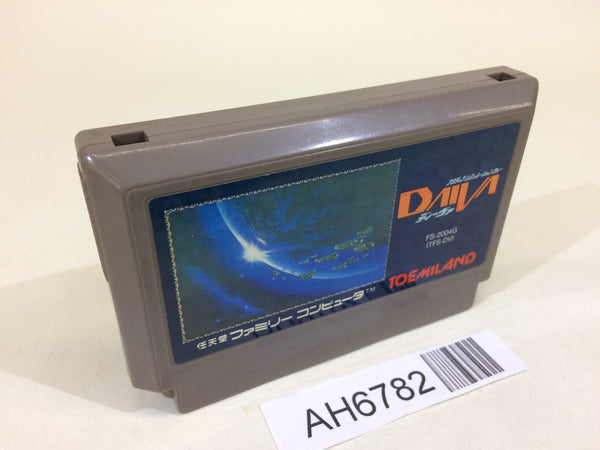 DAIVA
ディーヴァ
FS-2004G
(TFS-DV)
TOEMILAND
任天堂 ファミリー コンピュータ™
AH6782